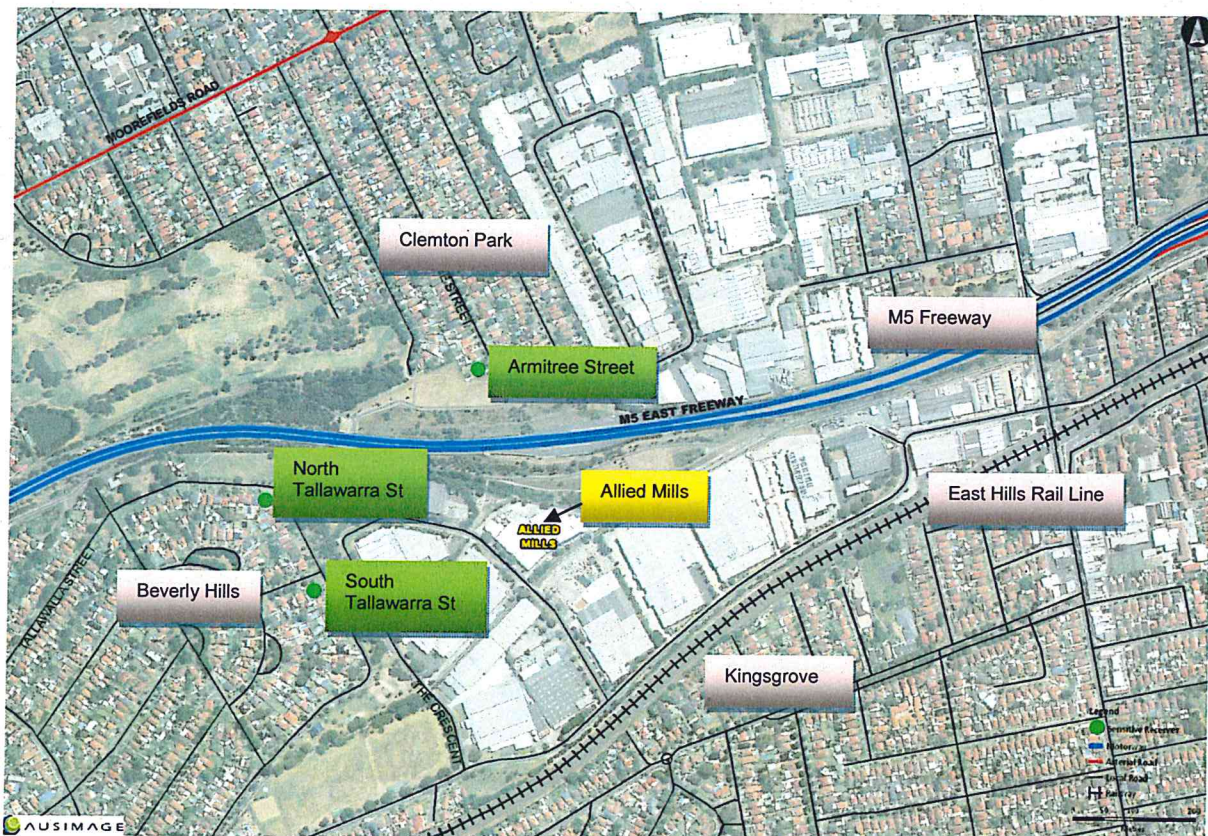 MOOREFIELDS ROAD
Clemton Park
STREET
M5 Freeway
Armitree Street
M5 EAST FREEWAY
North
Tallawarra St
Allied Mills
East Hills Rail Line
ALLIED
MILLS
TALLAWALLA STREET
Beverly Hills
South
Tallawarra St
Kingsgrove
THE CRESCENT
Legend
Sensitive Receiver
Motorway
Arterial Road
Local Road
Railway
AUSIMAGE